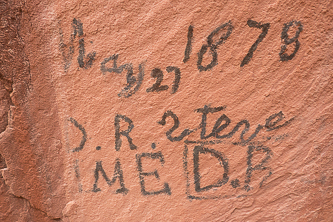 May 27 1878
J. R. Steve
M E D. B